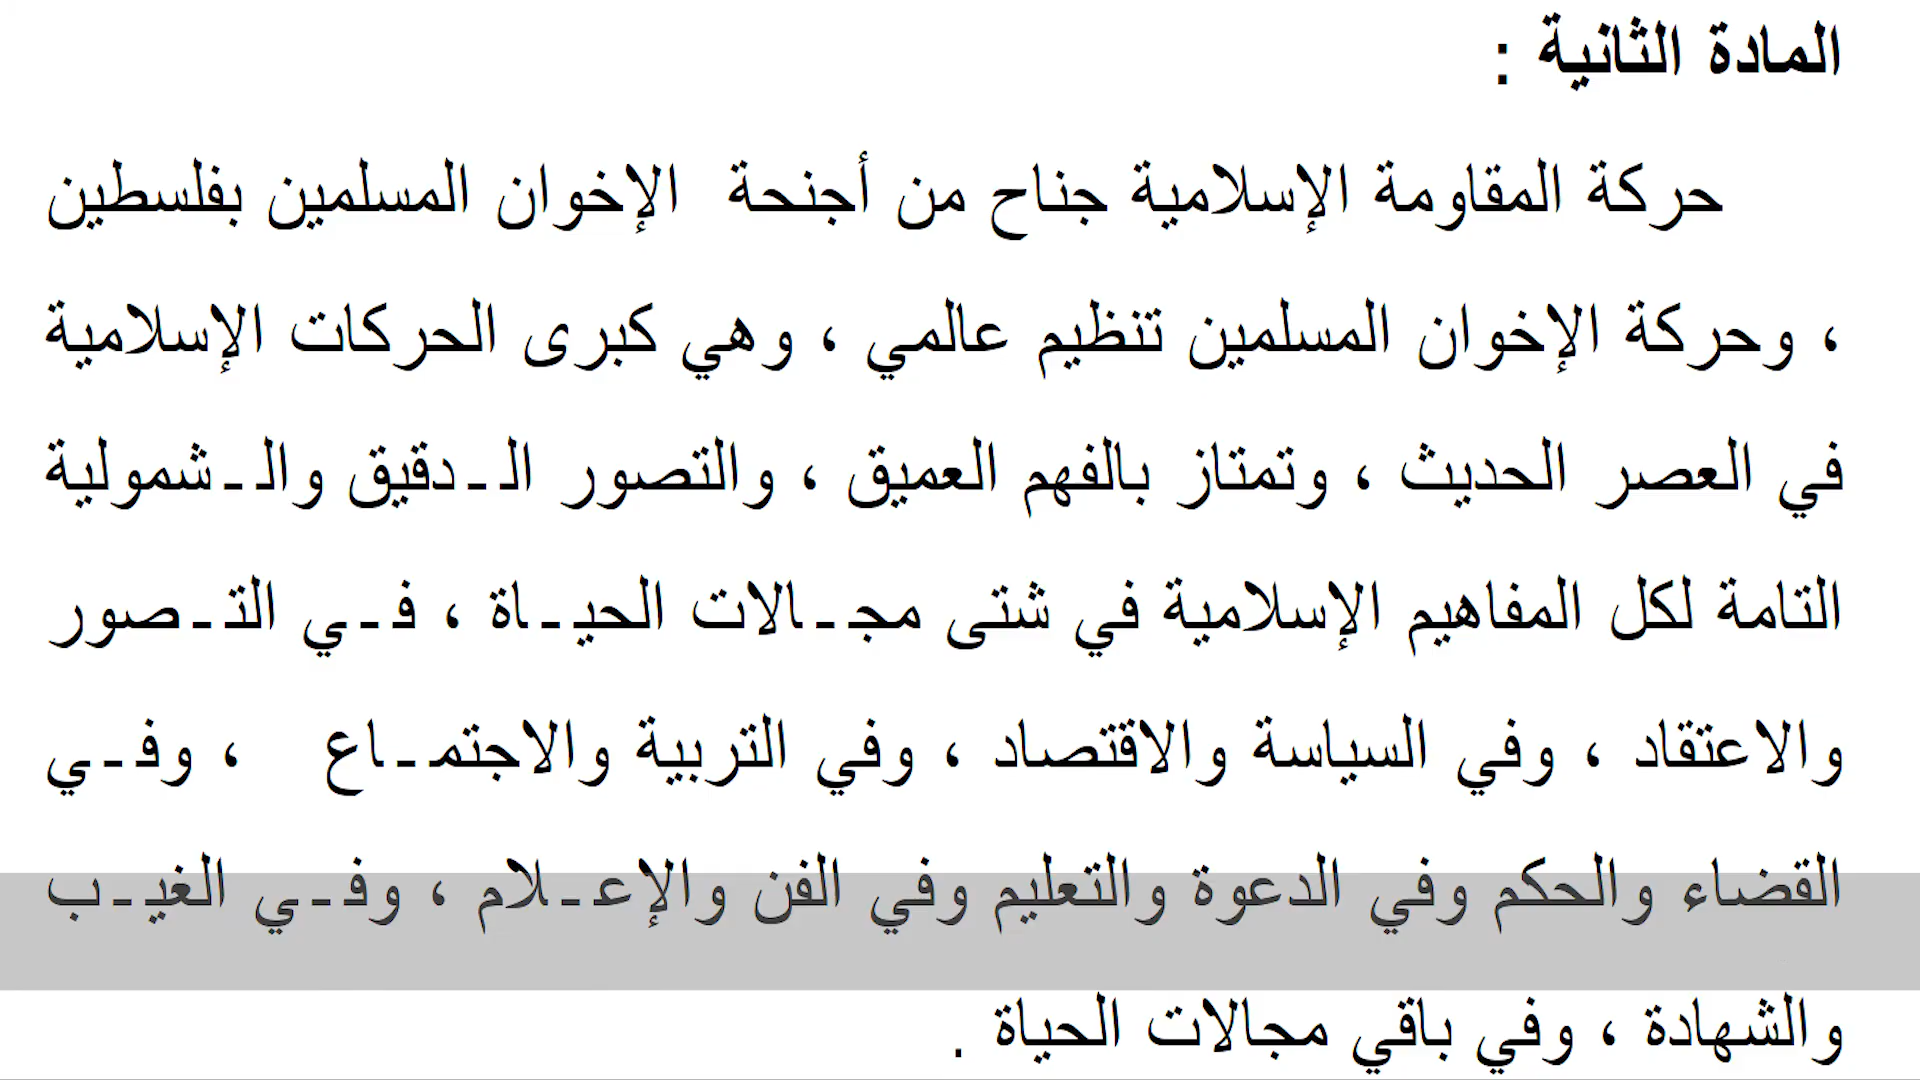 المادة الثانية :
حركة المقاومة الإسلامية جناح من أجنحة الإخوان المسلمين بفلسطين
، وحركة الإخوان المسلمين تنظيم عالمي ، وهي كبرى الحركات الإسلامية
في العصر الحديث ، وتمتاز بالفهم العميق ، والتصور الـدقيق والـشمولية
التامة لكل المفاهيم الإسلامية في شتى مجـالات الحيـاة ، فـي التـصور
والاعتقاد ، وفي السياسة والاقتصاد ، وفي التربية والاجتمـاع ، وفـي
القضاء والحكم وفي الدعوة والتعليم وفي الفن والإعـلام ، وفـي الغيـب
والشهادة ، وفي باقي مجالات الحياة .